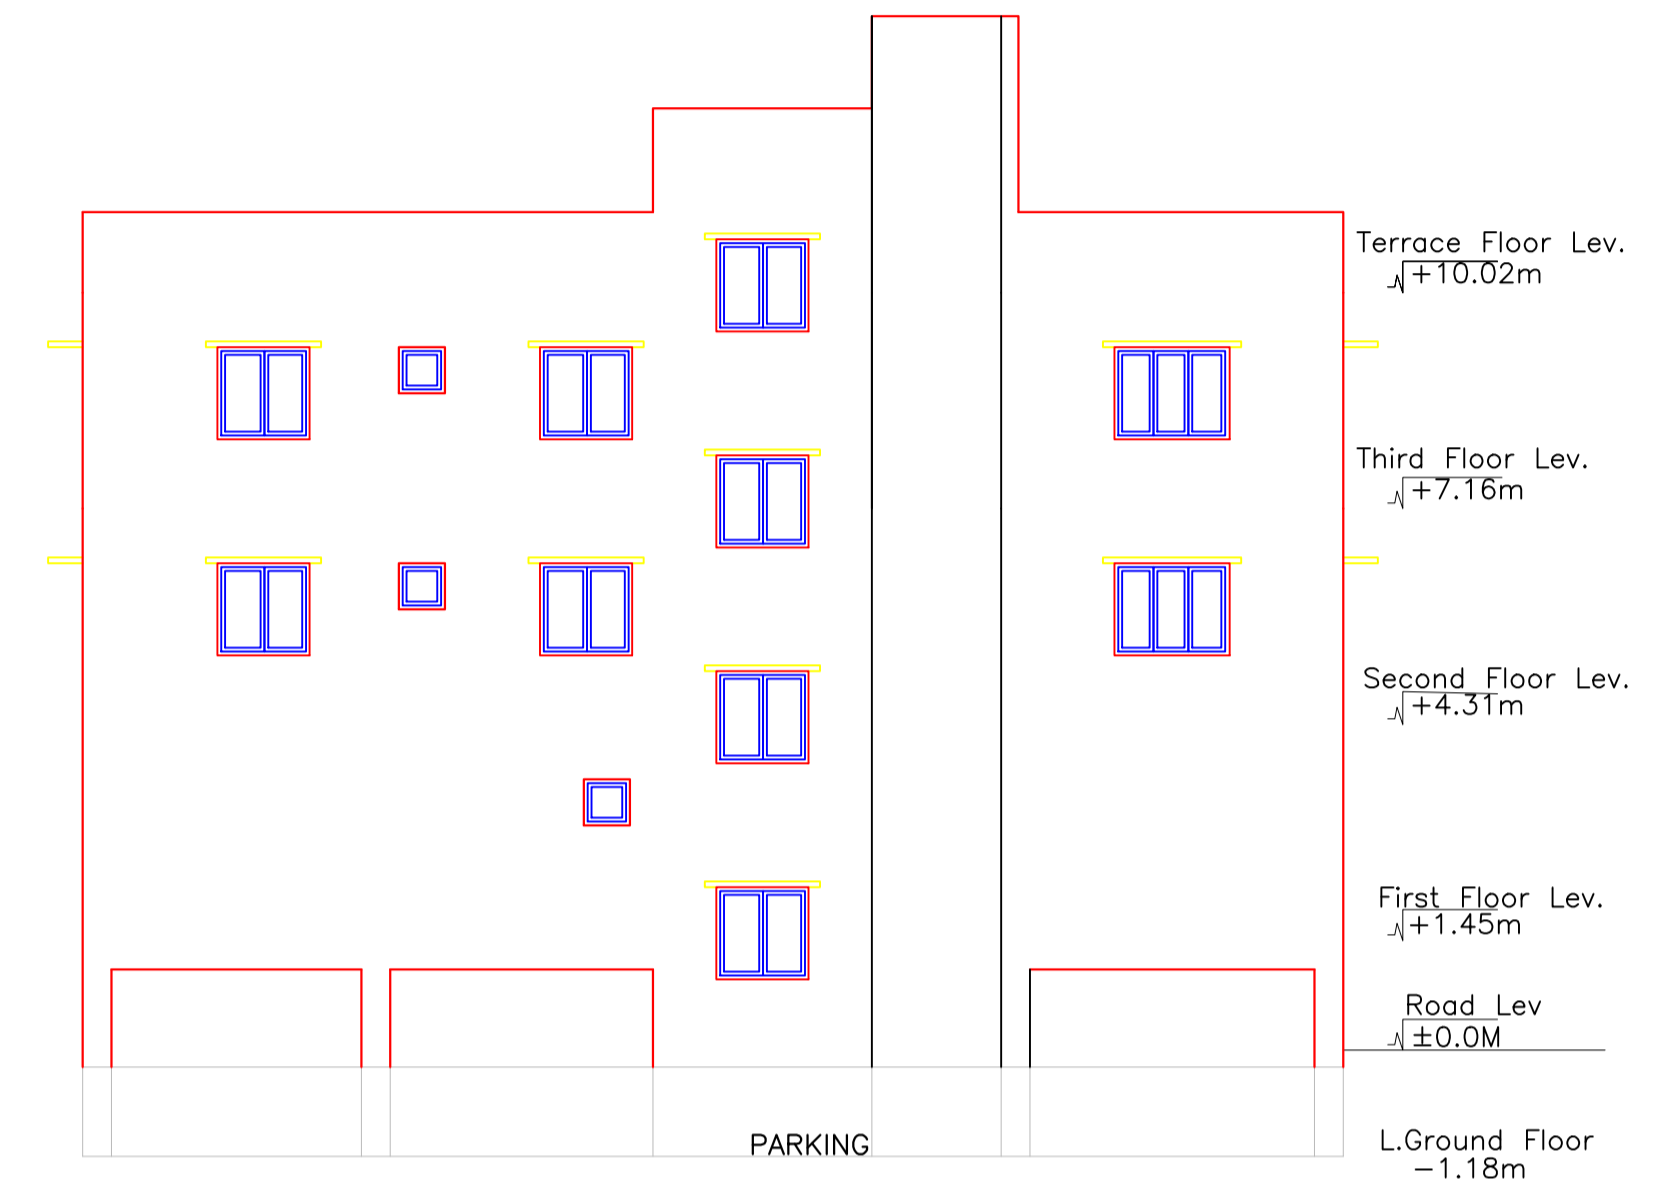 Terrace Floor Lev.
+10.02m
Third Floor Lev.
+7.16m
Second Floor Lev.
+4.31m
First Floor Lev.
+1.45m
Road Lev
±0.0M
PARKING
L.Ground Floor
−1.18m